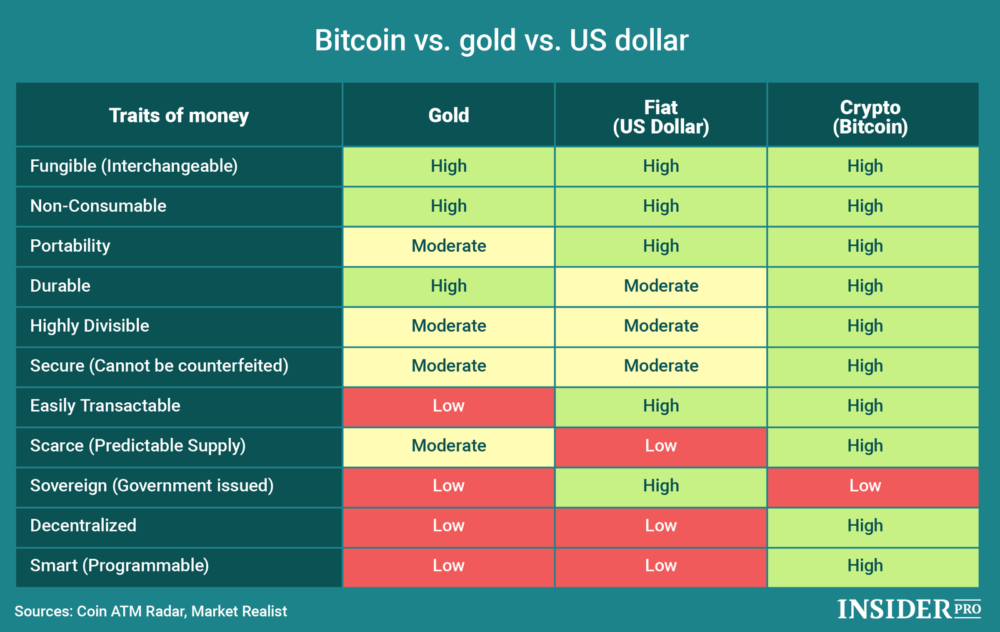 Bitcoin vs. gold vs. US dollar
Traits of money Gold Fiat (US Dollar) Crypto (Bitcoin)
Fungible (Interchangeable) High High High
Non-Consumable High High High
Portability Moderate High High
Durable High Moderate High
Highly Divisible Moderate Moderate High
Secure (Cannot be counterfeited) Moderate Moderate High
Easily Transactable Low High High
Scarce (Predictable Supply) Moderate Low High
Sovereign (Government issued) Low High Low
Decentralized Low Low High
Smart (Programmable) Low Low High
Sources: Coin ATM Radar, Market Realist
INSIDER PRO